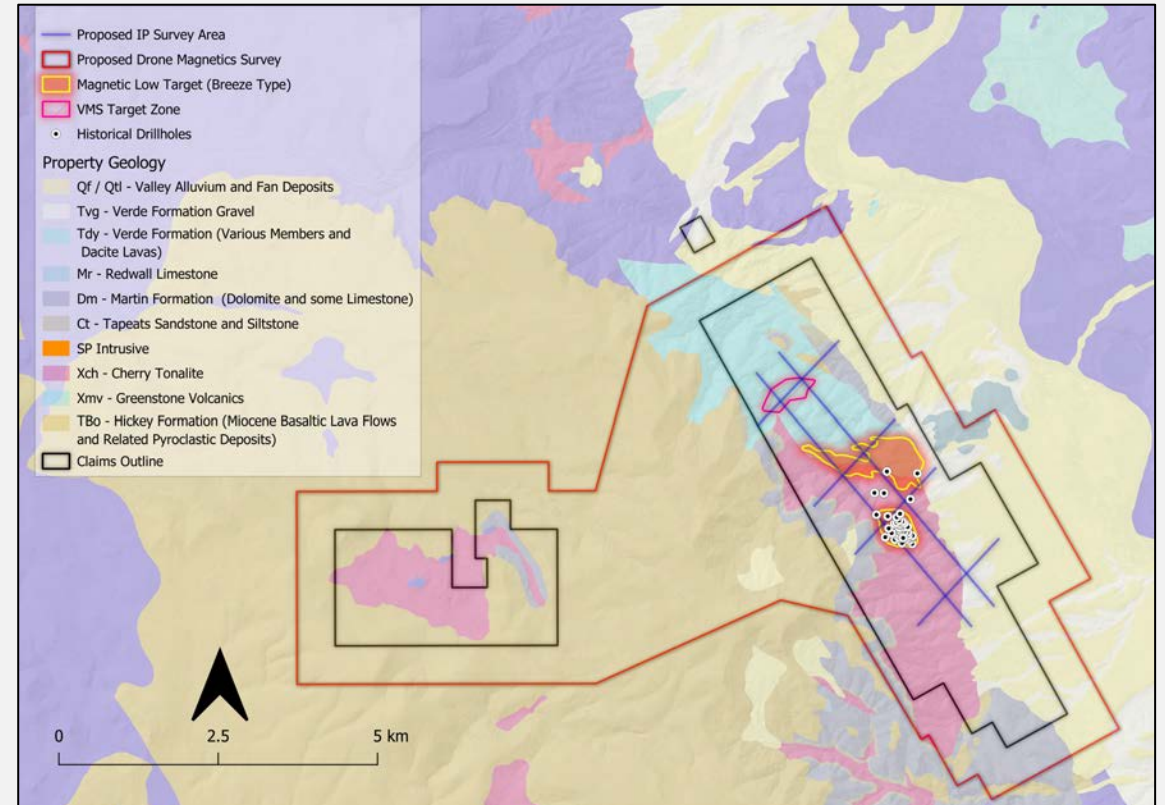 Proposed IP Survey Area
Proposed Drone Magnetics Survey
Magnetic Low Target (Breeze Type)
VMS Target Zone
Historical Drillholes
Property Geology
Qf / Qtl - Valley Alluvium and Fan Deposits
Tvg - Verde Formation Gravel
Tdy - Verde Formation (Various Members and
Dacite Lavas)
Mr - Redwall Limestone
Dm - Martin Formation (Dolomite and some Limestone)
Ct - Tapeats Sandstone and Siltstone
SP Intrusive
Xch - Cherry Tonalite
Xmv - Greenstone Volcanics
TBo - Hickey Formation (Miocene Basaltic Lava Flows
and Related Pyroclastic Deposits)
Claims Outline
0 2.5 5 km